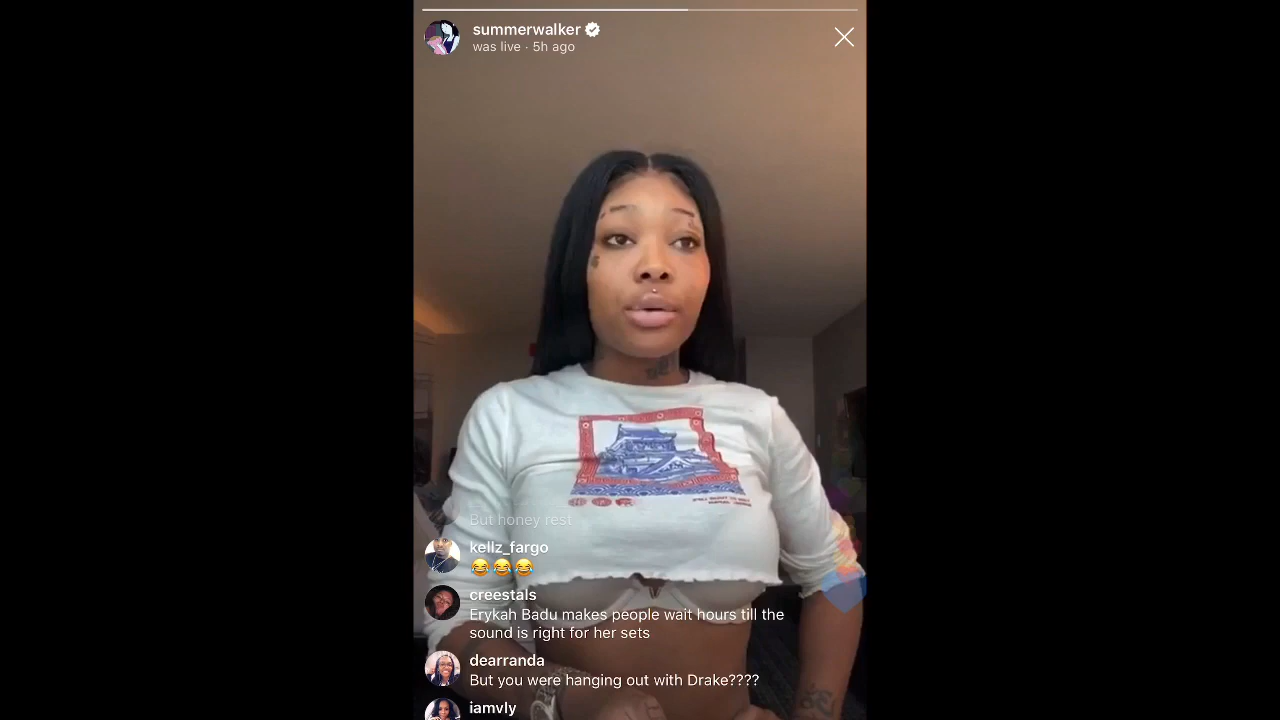 summerwalker
was live · 5h ago
But honey rest
kellz_fargo
😂😂😂
creestals
Erykah Badu makes people wait hours till the
sound is right for her sets
dearranda
But you were hanging out with Drake????
iamvly